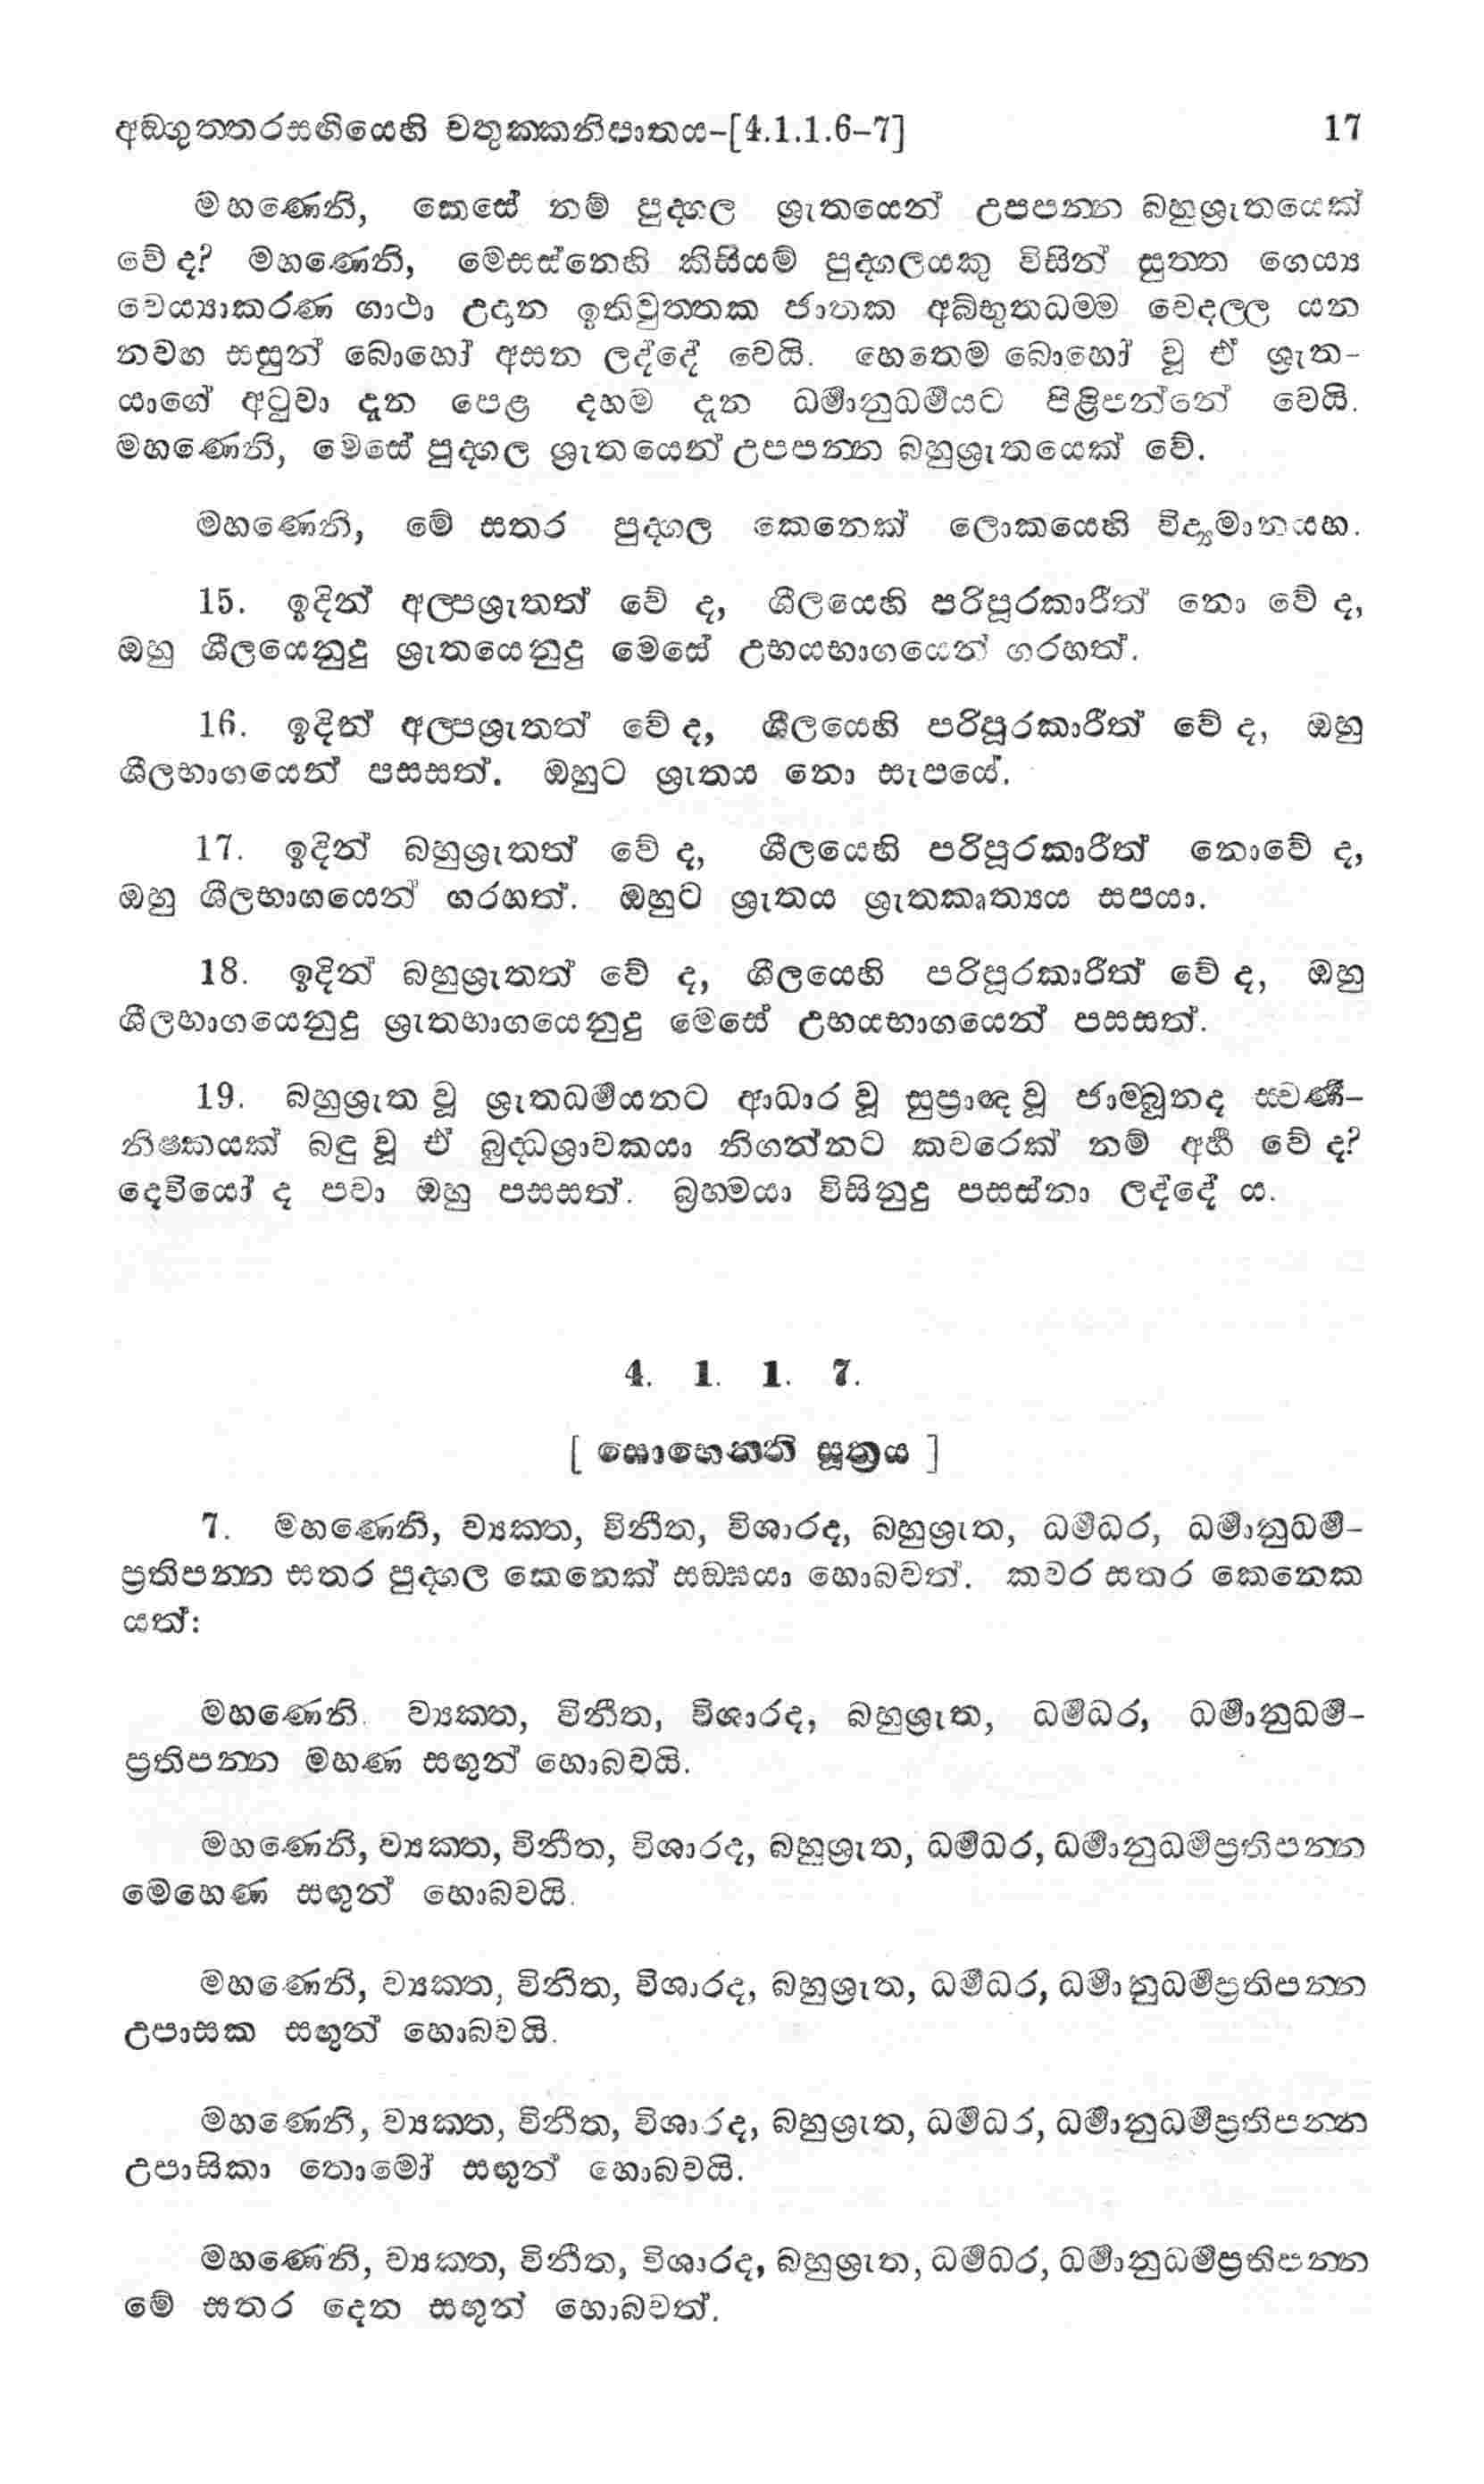 අඞ්ගුත්තරසඟියෙහි චතුක්කනිපාතය-[4.1.1.6-7] 17
මහණෙනි, කෙසේ නම් පුද්ගල ශ්‍රැතයෙන් උපපන්න බහුශ්‍රැතයෙක්
වේ ද? මහණෙනි, මෙසස්නෙහි කිසියම් පුද්ගලයකු විසින් සුත්ත ගෙය්‍ය
වෙය්‍යාකරණ ගාථා උදාන ඉතිවුත්තක ජාතක අබ්භුතධම්ම වෙදල්ල යන
නවඟ සසුන් බොහෝ අසන ලද්දේ වෙයි. හෙතෙම බොහෝ වූ ඒ ශ්‍රැත-
යාගේ අටුවා දැන පෙළ දහම දැන ධර්‍මානුධර්‍මයට පිළිපන්නේ වෙයි.
මහණෙනි, මෙසේ පුද්ගල ශ්‍රැතයෙන් උපපන්න බහුශ්‍රැතයෙක් වේ.
මහණෙනි, මේ සතර පුද්ගල කෙනෙක් ලොකයෙහි විද්‍යමානයහ.
15. ඉදින් අල්පශ්‍රැතත් වේ ද, ශීලයෙහි පරිපූරකාරීත් නො වේ ද,
ඔහු ශීලයෙනුදු ශ්‍රැතයෙනුදු මෙසේ උභයභාගයෙන් ගරහත්.
16. ඉදින් අල්පශ්‍රැතත් වේ ද, ශීලයෙහි පරිපූරකාරීත් වේ ද, ඔහු
ශීලභාගයෙන් පසසත්. ඔහුට ශ්‍රැතය නො සැපයේ.
17. ඉදින් බහුශ්‍රැතත් වේ ද, ශීලයෙහි පරිපූරකාරීත් නොවේ ද,
ඔහු ශීලභාගයෙන් ගරහත්. ඔහුට ශ්‍රැතය ශ්‍රැතකෘත්‍යය සපයා.
18. ඉදින් බහුශ්‍රැතත් වේ ද, ශීලයෙහි පරිපූරකාරීත් වේ ද, ඔහු
ශීලභාගයෙනුදු ශ්‍රැතභාගයෙනුදු මෙසේ උභයභාගයෙන් පසසත්.
19. බහුශ්‍රැත වූ ශ්‍රැතධර්‍මයනට ආධාර වූ සුප්‍රාඥ වූ ජාම්බූනද ස්වර්‍ණ-
නිෂ්කයක් බඳු වූ ඒ බුද්ධශ්‍රාවකයා නිගන්නට කවරෙක් නම් අර්‍හ වේ ද?
දෙවියෝ ද පවා ඔහු පසසත්. බ්‍රහ්මයා විසිනුදු පසස්නා ලද්දේ ය.
4. 1. 1. 7.
[ සොභෙන්ති සූත්‍රය ]
7. මහණෙනි, ව්‍යක්ත, විනීත, විශාරද, බහුශ්‍රැත, ධර්‍මධර, ධර්‍මානුධර්‍ම-
ප්‍රතිපන්න සතර පුද්ගල කෙනෙක් සඞ්ඝයා හොබවත්. කවර සතර කෙනෙක
යත්:
මහණෙනි. ව්‍යක්ත, විනීත, විශාරද, බහුශ්‍රැත, ධර්‍මධර, ධර්‍මානුධර්‍ම-
ප්‍රතිපන්න මහණ සඟුන් හොබවයි.
මහණෙනි, ව්‍යක්ත, විනීත, විශාරද, බහුශ්‍රැත, ධර්‍මධර, ධර්‍මානුධර්‍මප්‍රතිපන්න
මෙහෙණ සඟුන් හොබවයි.
මහණෙනි, ව්‍යක්ත, විනීත, විශාරද, බහුශ්‍රැත, ධර්‍මධර, ධර්‍මානුධර්‍මප්‍රතිපන්න
උපාසක සඟුන් හොබවයි.
මහණෙනි, ව්‍යක්ත, විනීත, විශාරද, බහුශ්‍රැත, ධර්‍මධර, ධර්‍මානුධර්‍මප්‍රතිපන්න
උපාසිකා තොමෝ සඟුන් හොබවයි.
මහණෙනි, ව්‍යක්ත, විනීත, විශාරද, බහුශ්‍රැත, ධර්‍මධර, ධර්‍මානුධර්‍මප්‍රතිපන්න
මේ සතර දෙන සඟුන් හොබවත්.